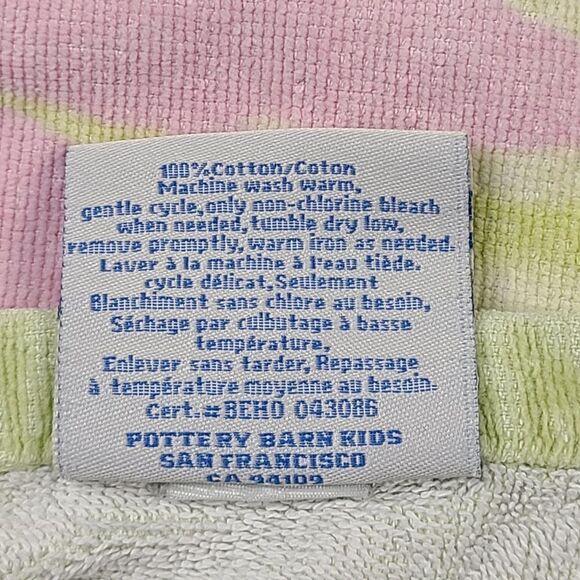 100%Cotton/Coton
Machine wash warm,
gentle cycle,only non-chlorine bleach
when needed,tumble dry low,
remove promptly,warm iron as needed.
Laver à la machine à l'eau tiède.
cycle délicat.Seulement
Blanchiment sans chlore au besoin,
Séchage par culbutage à basse
température,
Enlever sans tarder, Repassage
à température moyenne au besoin.
Cert.#BEHO 043086
POTTERY BARN KIDS
SAN FRANCISCO
CA 94109